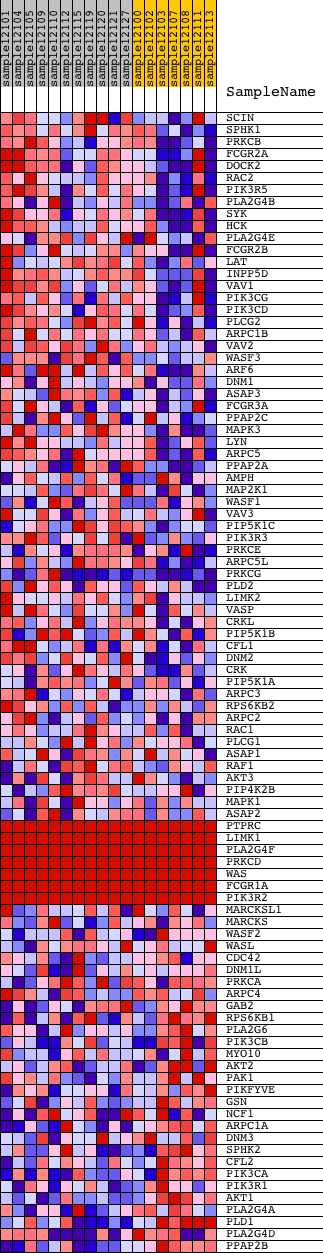 sample12101
sample12104
sample12105
sample12109
sample12110
sample12112
sample12115
sample12119
sample12120
sample12121
sample12127
sample12100
sample12102
sample12103
sample12107
sample12108
sample12111
sample12113
SampleName
SCIN
SPHK1
PRKCB
FCGR2A
DOCK2
RAC2
PIK3R5
PLA2G4B
SYK
HCK
PLA2G4E
FCGR2B
LAT
INPP5D
VAV1
PIK3CG
PIK3CD
PLCG2
ARPC1B
VAV2
WASF3
ARF6
DNM1
ASAP3
FCGR3A
PPAP2C
MAPK3
LYN
ARPC5
PPAP2A
AMPH
MAP2K1
WASF1
VAV3
PIP5K1C
PIK3R3
PRKCE
ARPC5L
PRKCG
PLD2
LIMK2
VASP
CRKL
PIP5K1B
CFL1
DNM2
CRK
PIP5K1A
ARPC3
RPS6KB2
ARPC2
RAC1
PLCG1
ASAP1
RAF1
AKT3
PIP4K2B
MAPK1
ASAP2
PTPRC
LIMK1
PLA2G4F
PRKCD
WAS
FCGR1A
PIK3R2
MARCKSL1
MARCKS
WASF2
WASL
CDC42
DNM1L
PRKCA
ARPC4
GAB2
RPS6KB1
PLA2G6
PIK3CB
MYO10
AKT2
PAK1
PIKFYVE
GSN
NCF1
ARPC1A
DNM3
SPHK2
CFL2
PIK3CA
PIK3R1
AKT1
PLA2G4A
PLD1
PLA2G4D
PPAP2B